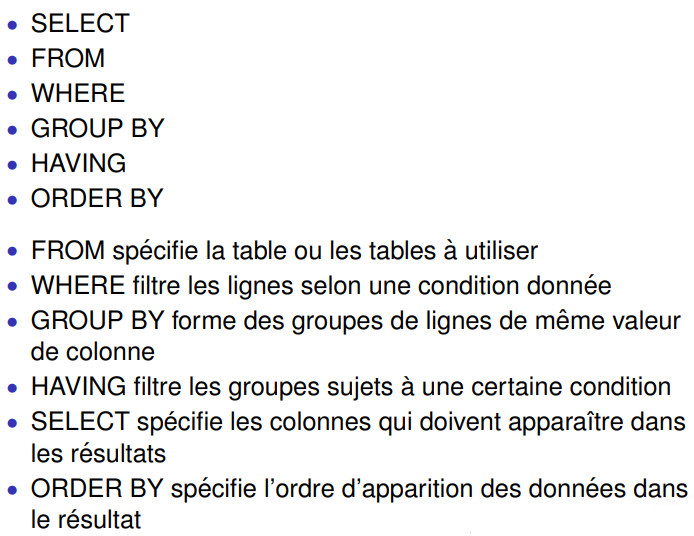 • SELECT
• FROM
• WHERE
• GROUP BY
• HAVING
• ORDER BY
• FROM spécifie la table ou les tables à utiliser
• WHERE filtre les lignes selon une condition donnée
• GROUP BY forme des groupes de lignes de même valeur
de colonne
• HAVING filtre les groupes sujets à une certaine condition
• SELECT spécifie les colonnes qui doivent apparaître dans
les résultats
• ORDER BY spécifie l’ordre d’apparition des données dans
le résultat